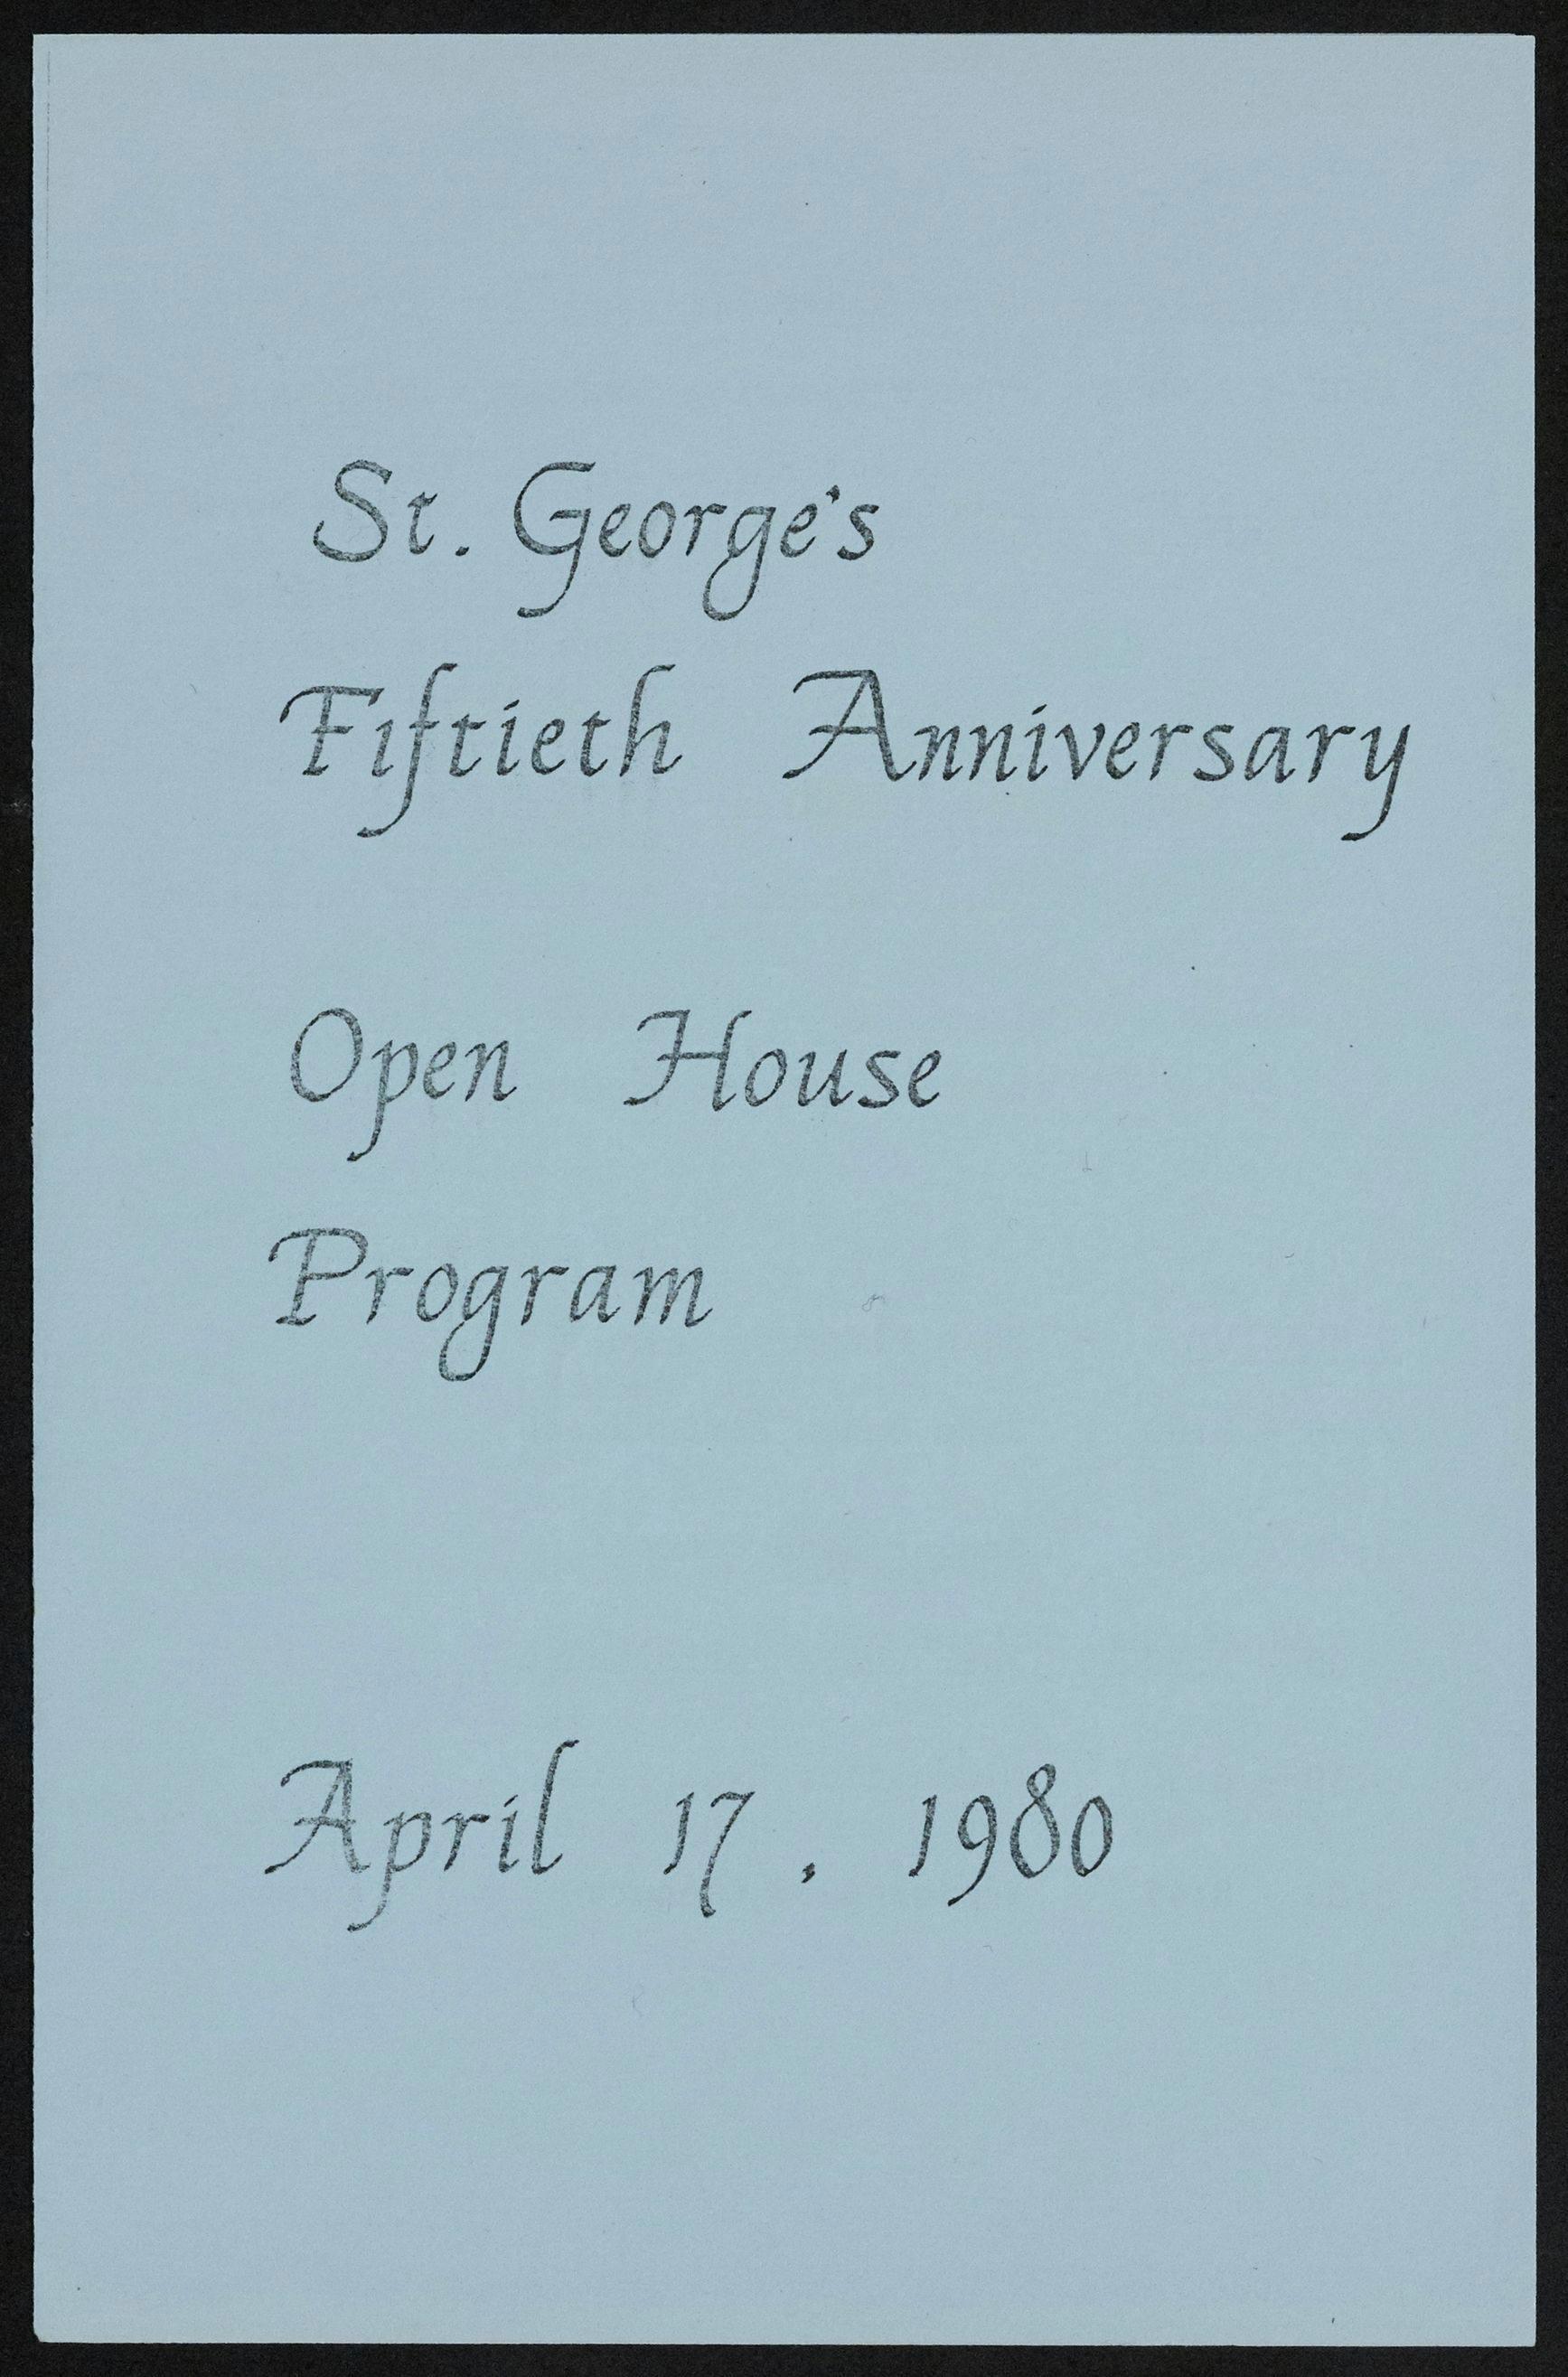 St. George's
Fiftieth Anniversary
Open House
Program
April 17, 1980